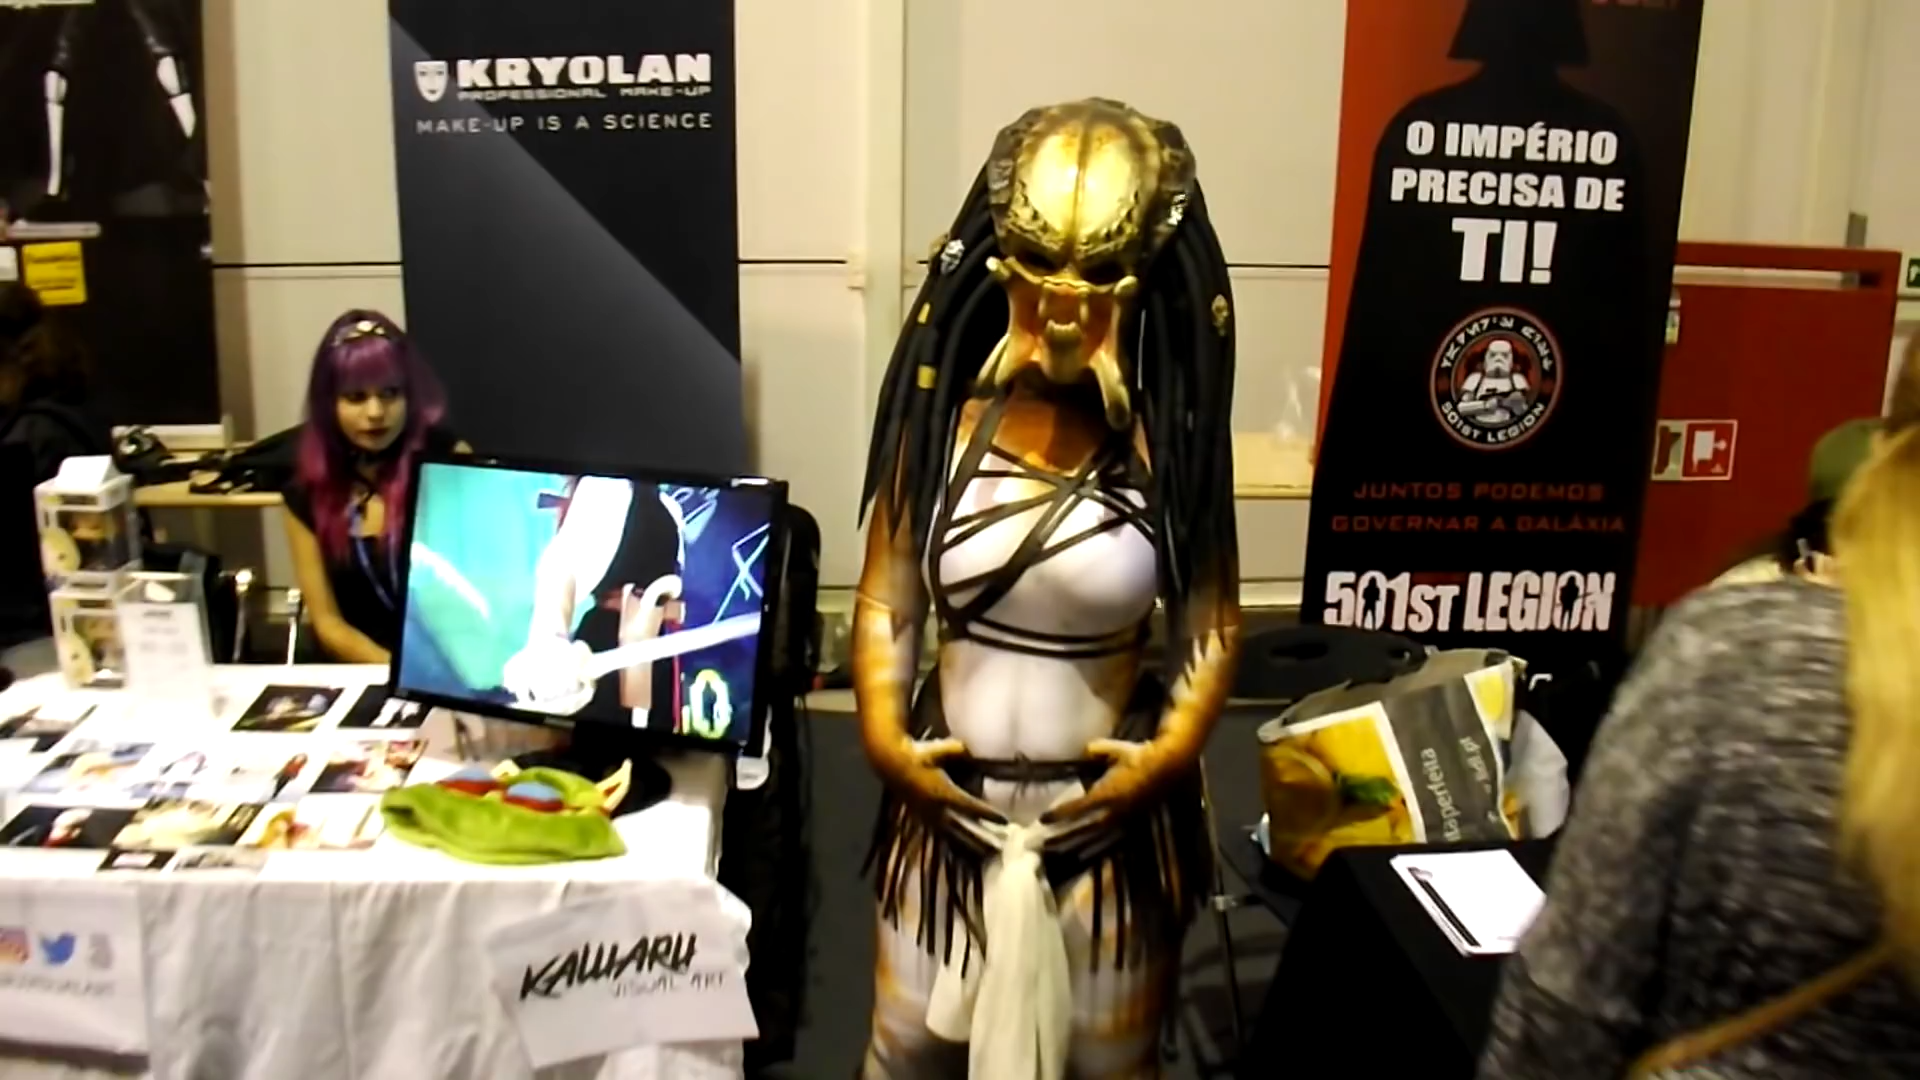 KRYOLAN
PROFESSIONAL MAKE-UP
MAKE-UP IS A SCIENCE
O IMPÉRIO
PRECISA DE
TI!
501ST LEGION
JUNTOS PODEMOS
GOVERNAR A GALÁXIA
501ST LEGION
KAWARU
VISUAL ART